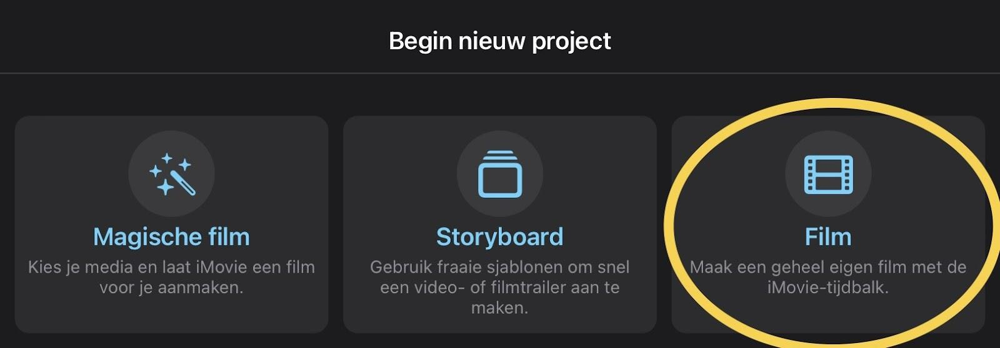 Begin nieuw project
Magische film
Kies je media en laat iMovie een film
voor je aanmaken.
Storyboard
Gebruik fraaie sjablonen om snel
een video- of filmtrailer aan te
maken.
Film
Maak een geheel eigen film met de
iMovie-tijdbalk.